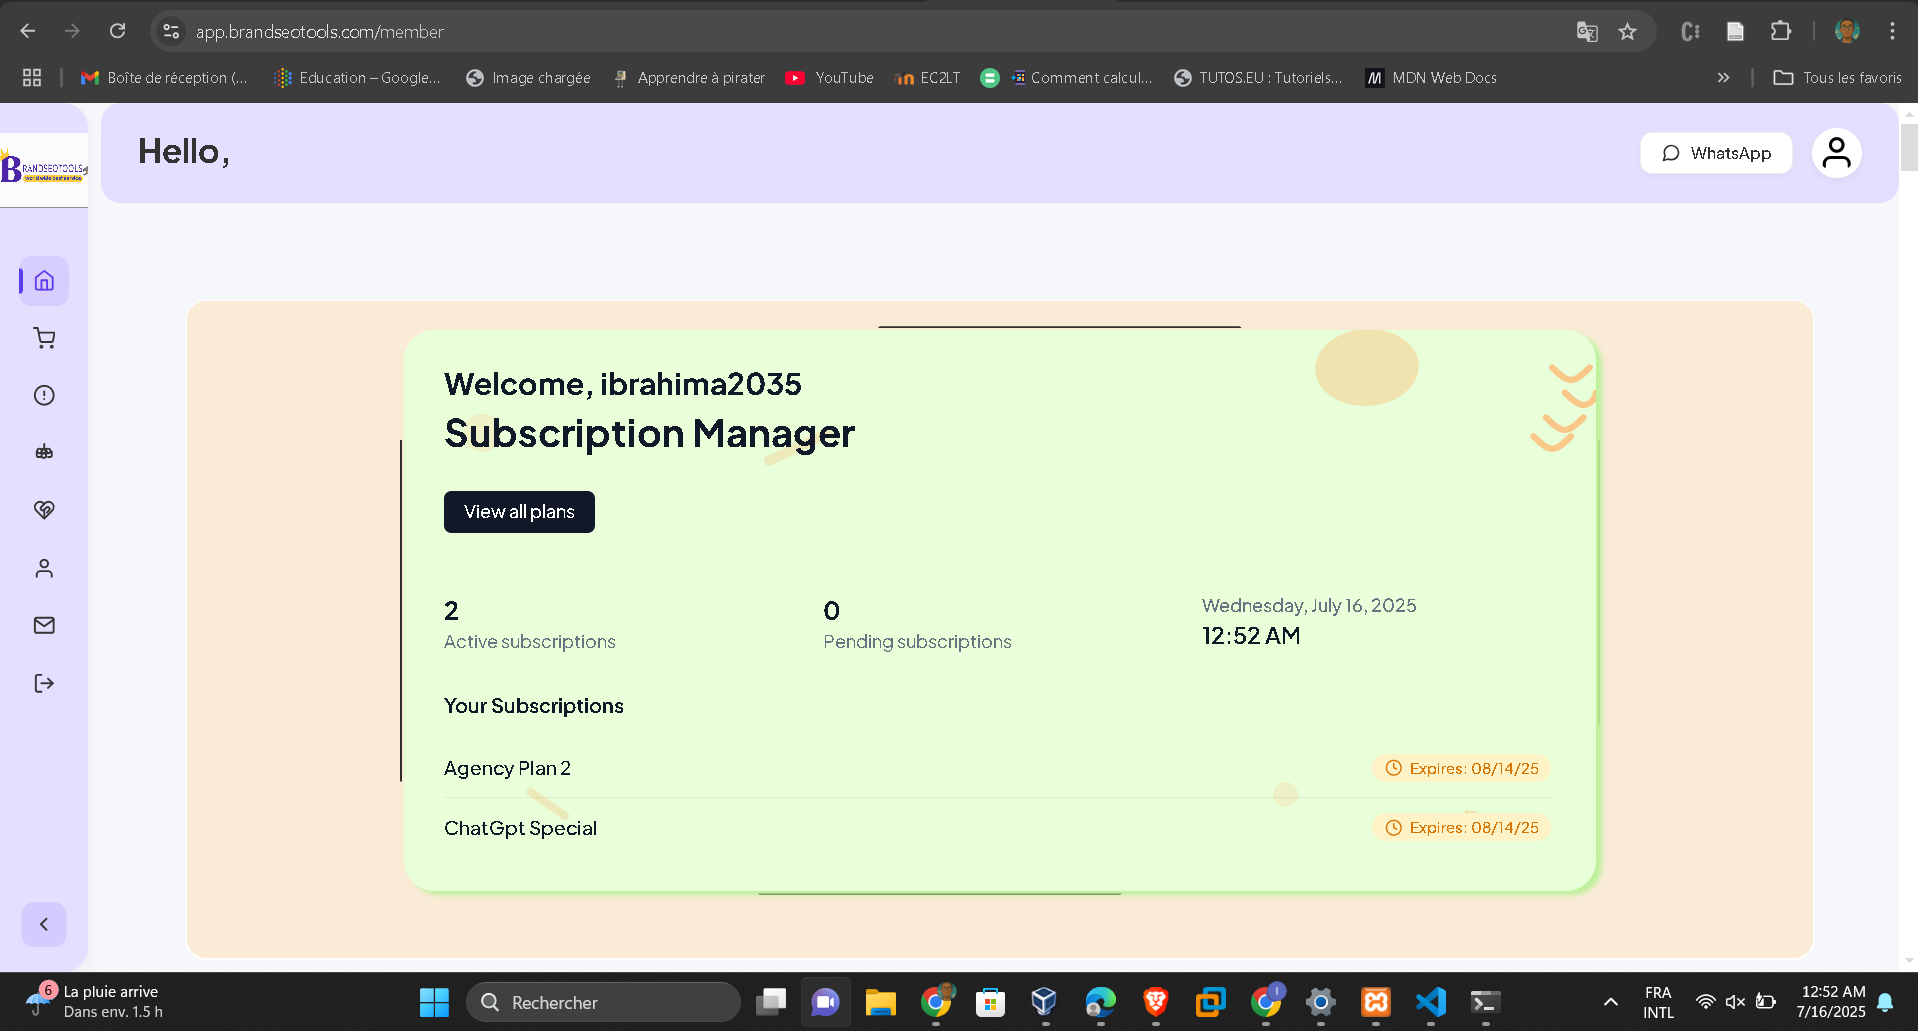 app.brandseotools.com/member
Boîte de réception (...
Education – Google...
Image chargée
Apprendre à pirater
YouTube
EC2LT
Comment calcul...
TUTOS.EU : Tutoriels...
MDN Web Docs
Tous les favoris
BRANDSEOTOOLS
world wide best service
Hello,
WhatsApp
Welcome, ibrahima2035
Subscription Manager
View all plans
2
Active subscriptions
0
Pending subscriptions
Wednesday, July 16, 2025
12:52 AM
Your Subscriptions
Agency Plan 2
Expires: 08/14/25
ChatGpt Special
Expires: 08/14/25
6
La pluie arrive
Dans env. 1.5 h
Rechercher
FRA
INTL
12:52 AM
7/16/2025